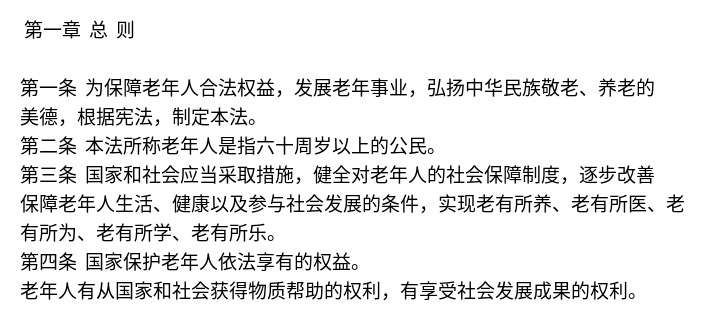 第一章 总 则
第一条 为保障老年人合法权益，发展老年事业，弘扬中华民族敬老、养老的
美德，根据宪法，制定本法。
第二条 本法所称老年人是指六十周岁以上的公民。
第三条 国家和社会应当采取措施，健全对老年人的社会保障制度，逐步改善
保障老年人生活、健康以及参与社会发展的条件，实现老有所养、老有所医、老
有所为、老有所学、老有所乐。
第四条 国家保护老年人依法享有的权益。
老年人有从国家和社会获得物质帮助的权利，有享受社会发展成果的权利。